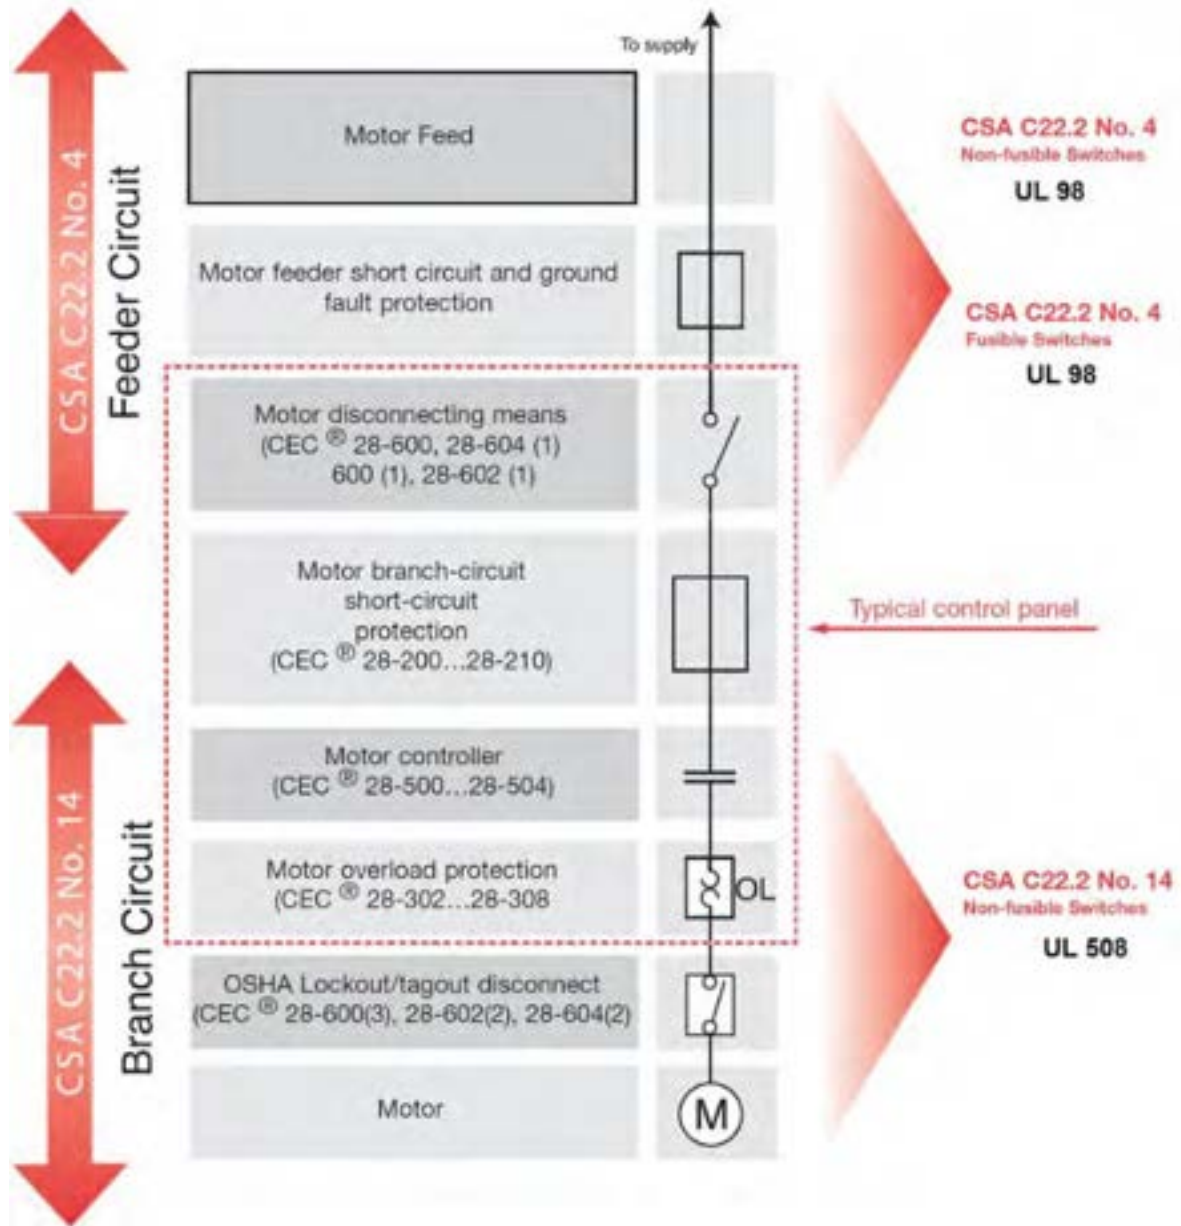 To supply
CSA C22.2 No. 4
Feeder Circuit
Motor Feed
CSA C22.2 No. 4
Non-fusible Switches
UL 98
Motor feeder short circuit and ground
fault protection
CSA C22.2 No. 4
Fusible Switches
UL 98
Motor disconnecting means
(CEC ® 28-600, 28-604 (1)
600 (1), 28-602 (1)
Motor branch-circuit
short-circuit
protection
(CEC ® 28-200...28-210)
Typical control panel
CSA C22.2 No. 14
Branch Circuit
Motor controller
(CEC ® 28-500...28-504)
Motor overload protection
(CEC ® 28-302...28-308
OL
CSA C22.2 No. 14
Non-fusible Switches
UL 508
OSHA Lockout/tagout disconnect
(CEC ® 28-600(3), 28-602(2), 28-604(2)
Motor
M